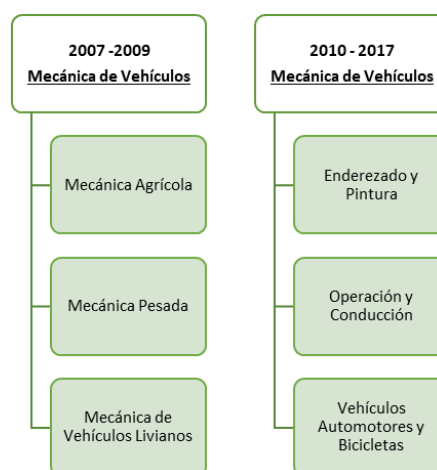 2007 -2009
Mecánica de Vehículos
Mecánica Agrícola
Mecánica Pesada
Mecánica de
Vehículos Livianos
2010 - 2017
Mecánica de Vehículos
Enderezado y
Pintura
Operación y
Conducción
Vehículos
Automotores y
Bicicletas